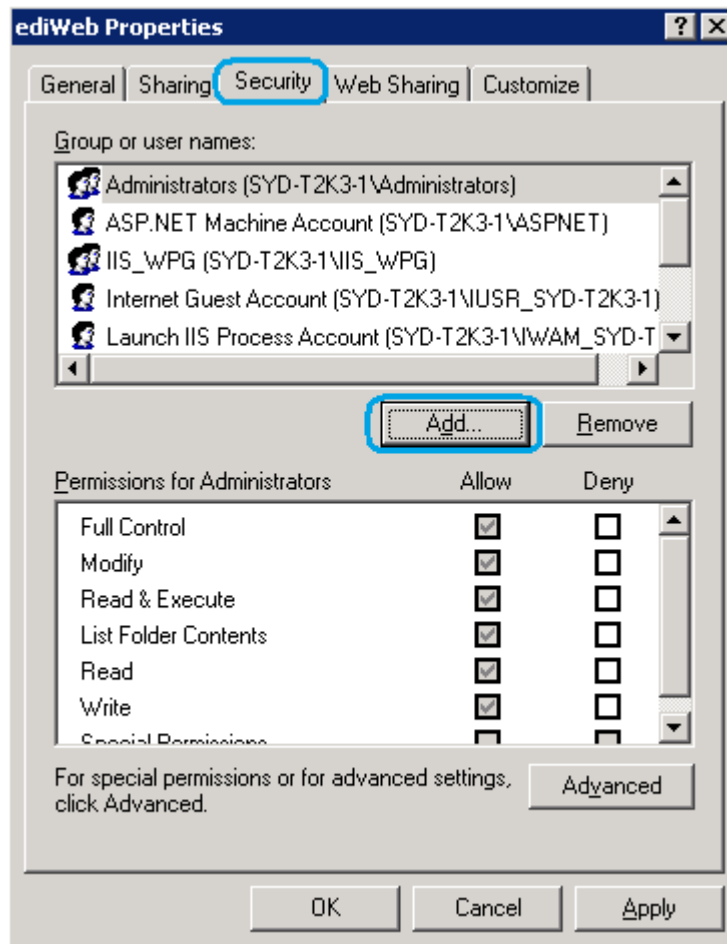 ediWeb Properties
General Sharing Security Web Sharing Customize
Group or user names:
Administrators (SYD-T2K3-1\Administrators)
ASP.NET Machine Account (SYD-T2K3-1\ASPNET)
IIS_WPG (SYD-T2K3-1\IIS_WPG)
Internet Guest Account (SYD-T2K3-1\IUSR_SYD-T2K3-1)
Launch IIS Process Account (SYD-T2K3-1\IWAM_SYD-T
Add... Remove
Permissions for Administrators Allow Deny
Full Control
Modify
Read & Execute
List Folder Contents
Read
Write
Special Permissions
For special permissions or for advanced settings, Advanced
click Advanced.
OK Cancel Apply